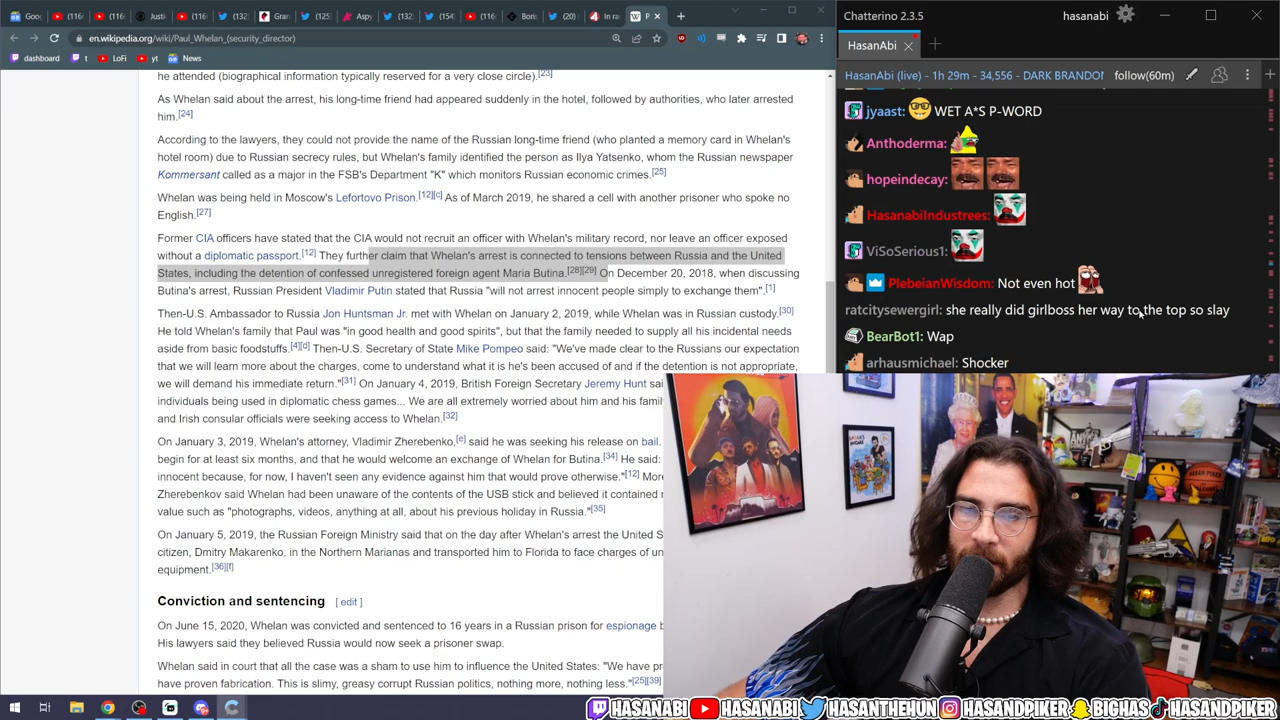 Goo
(116
(116
Justi
(116
(132
Gran
(125
Aspy
(132
(154
(116
Boris
(20)
In ra
W P
en.wikipedia.org/wiki/Paul_Whelan_(security_director)
dashboard
t
LoFi
yt
News
he attended (biographical information typically reserved for a very close circle).[23]
As Whelan said about the arrest, his long-time friend had appeared suddenly in the hotel, followed by authorities, who later arrested
him.[24]
According to the lawyers, they could not provide the name of the Russian long-time friend (who planted a memory card in Whelan's
hotel room) due to Russian secrecy rules, but Whelan's family identified the person as Ilya Yatsenko, whom the Russian newspaper
Kommersant called as a major in the FSB's Department "K" which monitors Russian economic crimes.[25]
Whelan was being held in Moscow's Lefortovo Prison.[12][c] As of March 2019, he shared a cell with another prisoner who spoke no
English.[27]
Former CIA officers have stated that the CIA would not recruit an officer with Whelan's military record, nor leave an officer exposed
without a diplomatic passport.[12] They further claim that Whelan's arrest is connected to tensions between Russia and the United
States, including the detention of confessed unregistered foreign agent Maria Butina.[28][29] On December 20, 2018, when discussing
Butina's arrest, Russian President Vladimir Putin stated that Russia "will not arrest innocent people simply to exchange them".[1]
Then-U.S. Ambassador to Russia Jon Huntsman Jr. met with Whelan on January 2, 2019, while Whelan was in Russian custody.[30]
He told Whelan's family that Paul was "in good health and good spirits", but that the family needed to supply all his incidental needs
aside from basic foodstuffs.[4][d] Then-U.S. Secretary of State Mike Pompeo said: "We've made clear to the Russians our expectation
that we will learn more about the charges, come to understand what it is he's been accused of and if the detention is not appropriate,
we will demand his immediate return."[31] On January 4, 2019, British Foreign Secretary Jeremy Hunt sai
individuals being used in diplomatic chess games... We are all extremely worried about him and his fam
and Irish consular officials were seeking access to Whelan.[32]
On January 3, 2019, Whelan's attorney, Vladimir Zherebenko,[e] said he was seeking his release on bail.
begin for at least six months, and that he would welcome an exchange of Whelan for Butina.[34] He said:
innocent because, for now, I haven't seen any evidence against him that would prove otherwise."[12] More
Zherebenkov said Whelan had been unaware of the contents of the USB stick and believed it contained
value such as "photographs, videos, anything at all, about his previous holiday in Russia."[35]
On January 5, 2019, the Russian Foreign Ministry said that on the day after Whelan's arrest the United S
citizen, Dmitry Makarenko, in the Northern Marianas and transported him to Florida to face charges of un
equipment.[36][f]
Conviction and sentencing [ edit ]
On June 15, 2020, Whelan was convicted and sentenced to 16 years in a Russian prison for espionage b
His lawyers said they believed Russia would now seek a prisoner swap.
Whelan said in court that all the case was a sham to use him to influence the United States: "We have pr
have proven fabrication. This is slimy, greasy corrupt Russian politics, nothing more, nothing less."[25][39]
Chatterino 2.3.5
hasanabi
HasanAbi
HasanAbi (live) - 1h 29m - 34,556 - DARK BRANDON
follow(60m)
jyaast: WET A*S P-WORD
Anthoderma:
hopeindecay:
HasanabiIndustrees:
ViSoSerious1:
PlebeianWisdom: Not even hot
ratcitysewergirl: she really did girlboss her way to the top so slay
BearBot1: Wap
arhausmichael: Shocker
HASANABI
HASANABI
HASANTHEHUN
HASANDPIKER
BIGHAS
HASANDPIKER